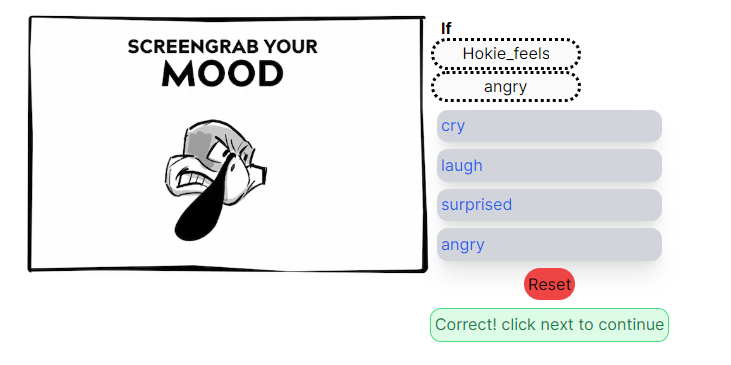 SCREENGRAB YOUR
MOOD
If
Hokie_feels
angry
cry
laugh
surprised
angry
Reset
Correct! click next to continue